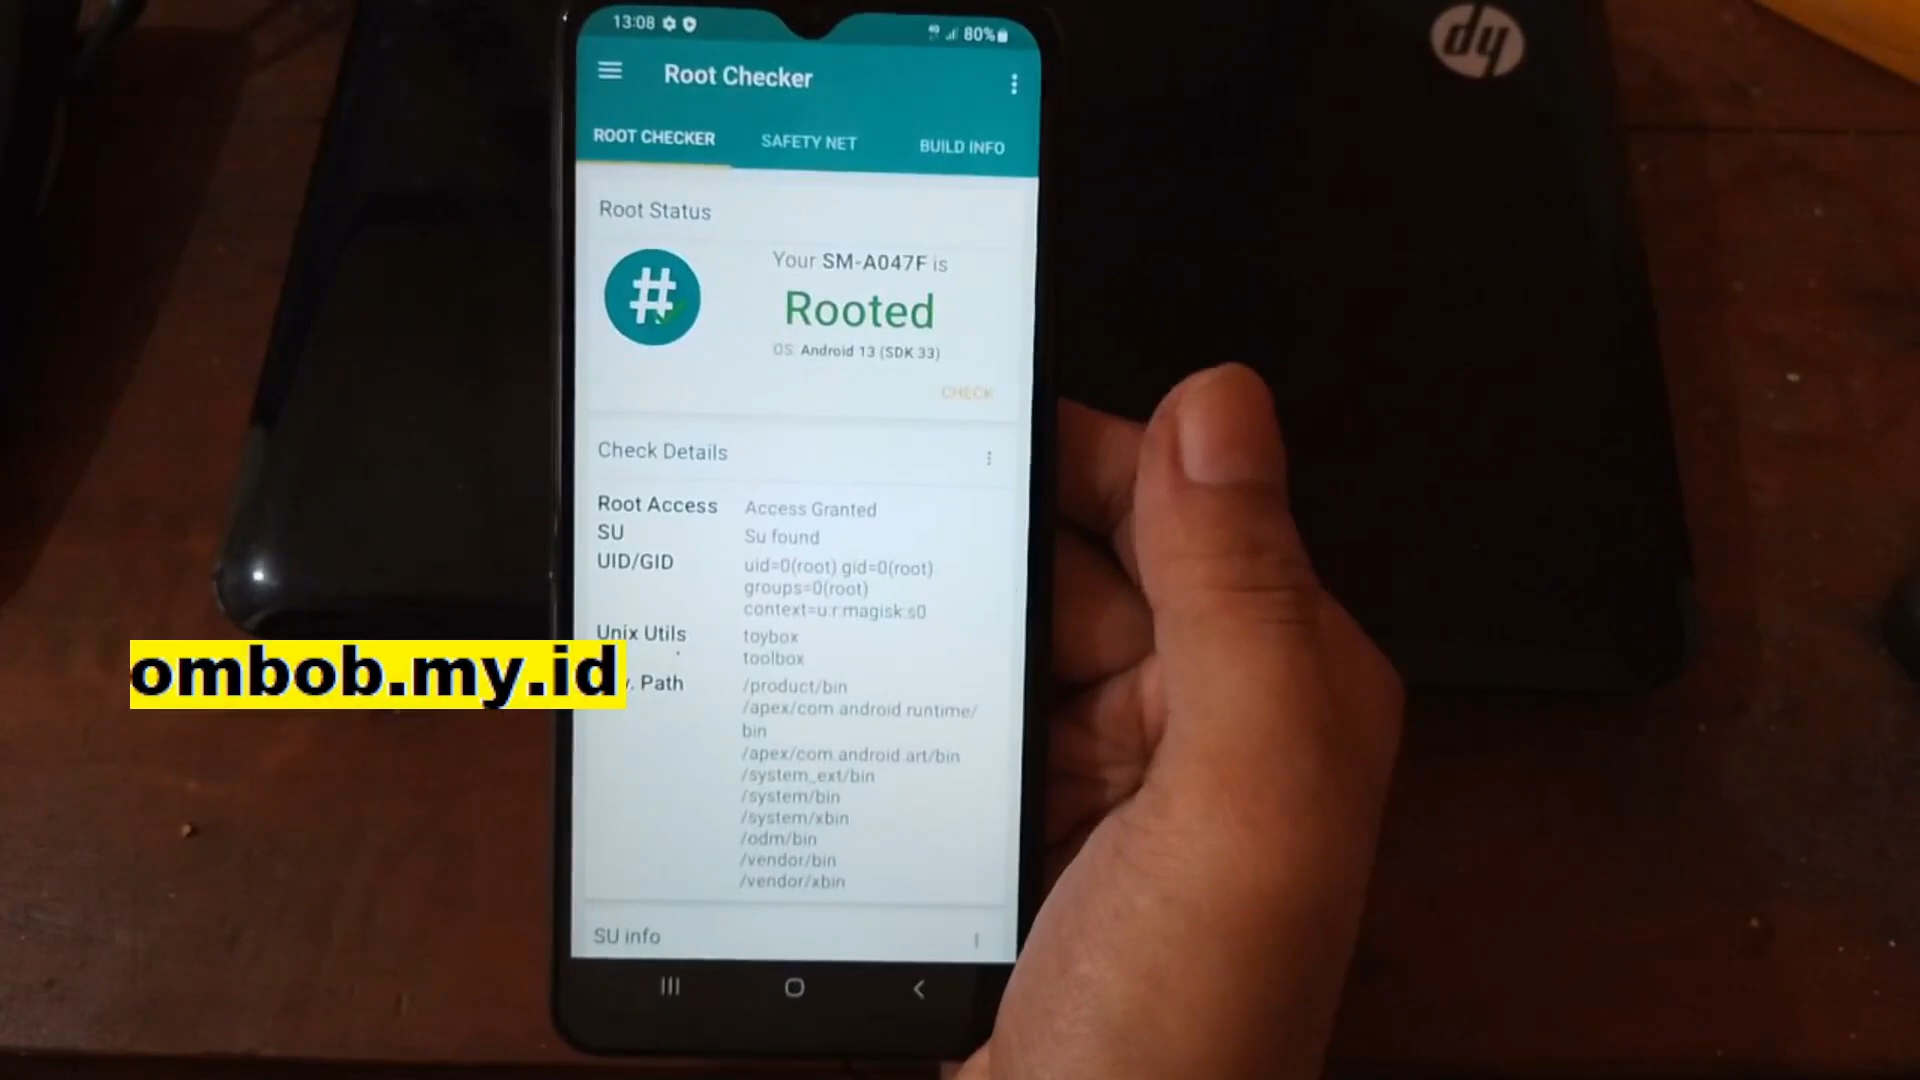 13:08
4G
80%
hp
Root Checker
ROOT CHECKER
SAFETY NET
BUILD INFO
Root Status
#
Your SM-A047F is
Rooted
OS: Android 13 (SDK 33)
CHECK
Check Details
Root Access Access Granted
SU Su found
UID/GID uid=0(root) gid=0(root)
groups=0(root)
context=u:r:magisk:s0
Unix Utils toybox
toolbox
ombob.my.id
. Path /product/bin
/apex/com.android.runtime/
bin
/apex/com.android.art/bin
/system_ext/bin
/system/bin
/system/xbin
/odm/bin
/vendor/bin
/vendor/xbin
SU info